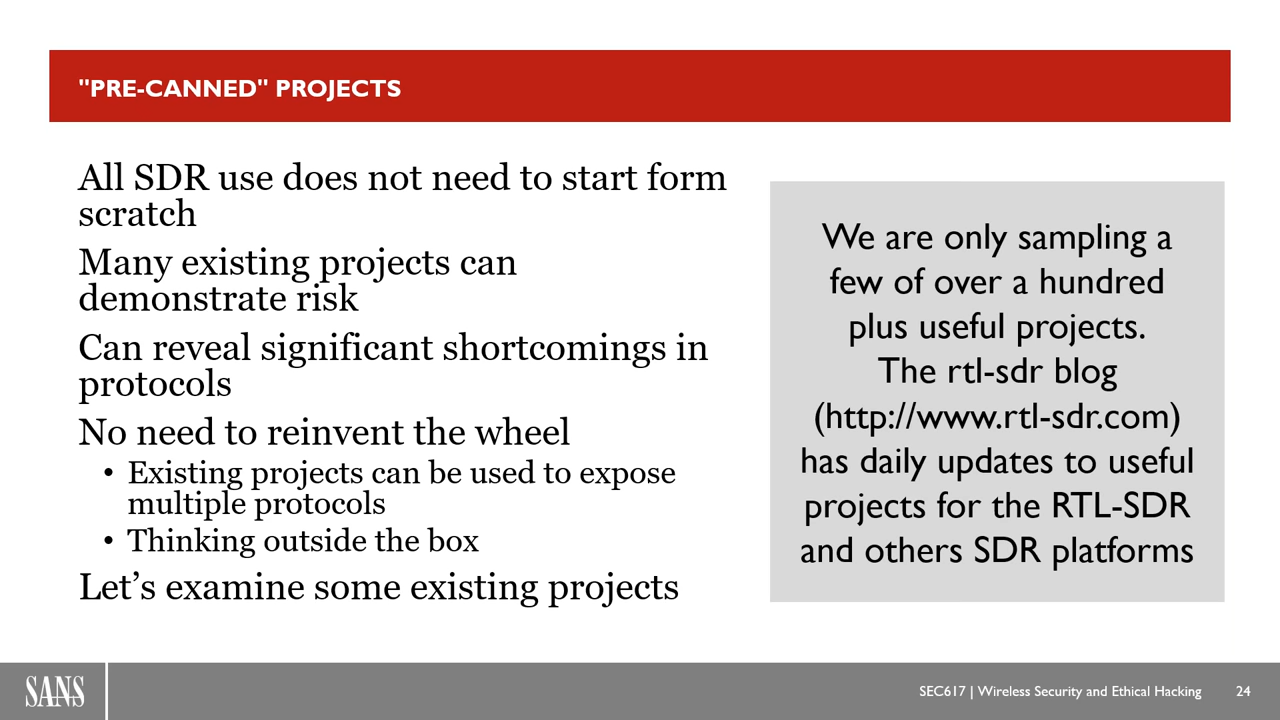 "PRE-CANNED" PROJECTS
All SDR use does not need to start form
scratch
Many existing projects can
demonstrate risk
Can reveal significant shortcomings in
protocols
No need to reinvent the wheel
• Existing projects can be used to expose
multiple protocols
• Thinking outside the box
Let’s examine some existing projects
We are only sampling a
few of over a hundred
plus useful projects.
The rtl-sdr blog
(http://www.rtl-sdr.com)
has daily updates to useful
projects for the RTL-SDR
and others SDR platforms
SANS
SEC617 | Wireless Security and Ethical Hacking 24